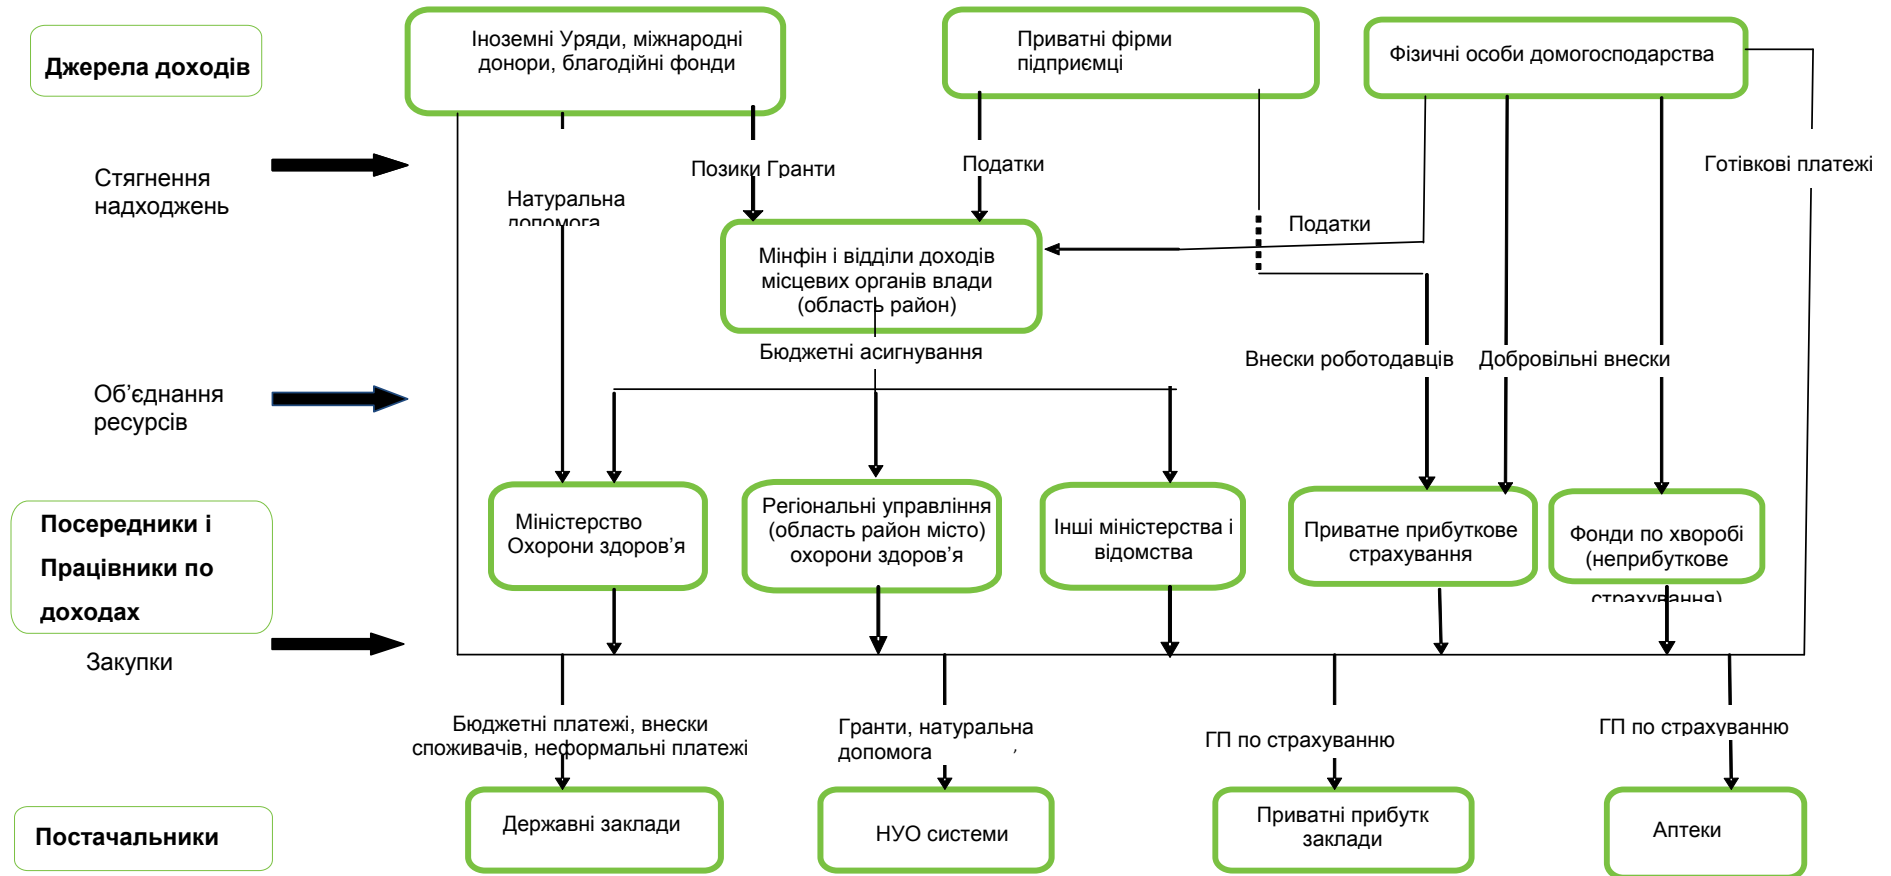 Джерела доходів
Іноземні Уряди, міжнародні
донори, благодійні фонди
Приватні фірми
підприємці
Фізичні особи домогосподарства
Стягнення
надходжень
Натуральна
допомога
Позики Гранти
Податки
Податки
Готівкові платежі
Мінфін і відділи доходів
місцевих органів влади
(область район)
Бюджетні асигнування
Внески роботодавців
Добровільні внески
Об’єднання
ресурсів
Посередники і
Працівники по
доходах
Міністерство
Охорони здоров’я
Регіональні управління
(область район місто)
охорони здоров’я
Інші міністерства і
відомства
Приватне прибуткове
страхування
Фонди по хворобі
(неприбуткове
страхування)
Закупки
Бюджетні платежі, внески
споживачів, неформальні платежі
Гранти, натуральна
допомога ,
ГП по страхуванню
ГП по страхуванню
Постачальники
Державні заклади
НУО системи
Приватні прибутк
заклади
Аптеки